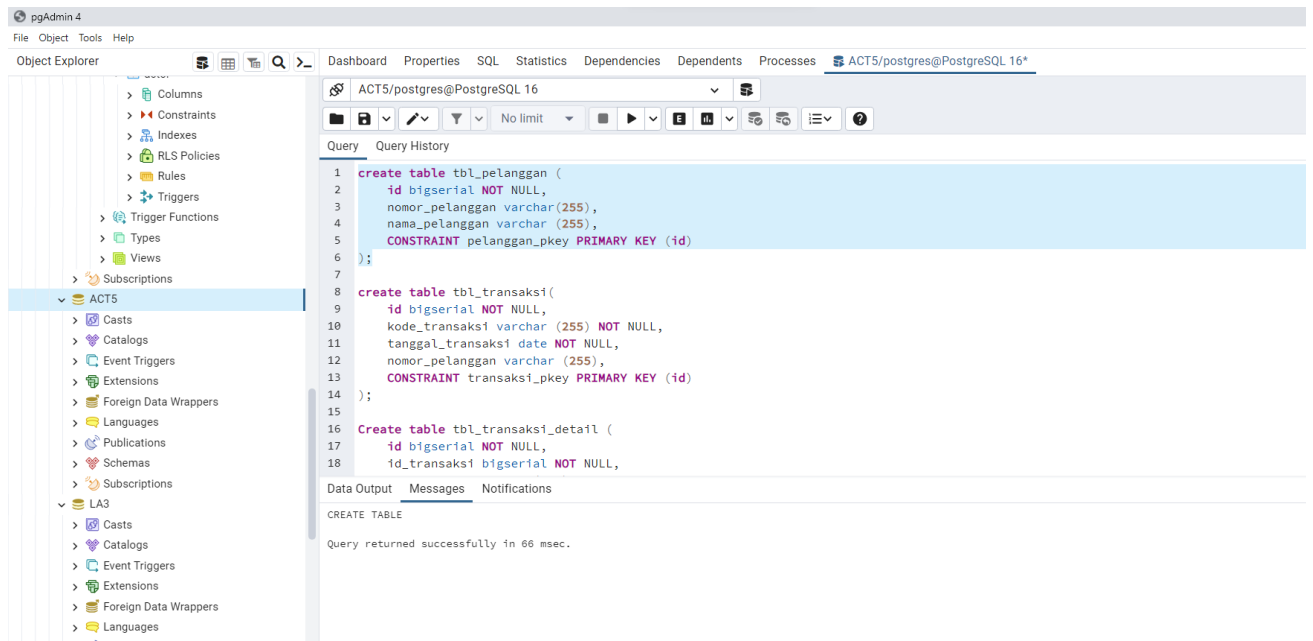 pgAdmin 4
File Object Tools Help
Object Explorer
Columns
Constraints
Indexes
RLS Policies
Rules
Triggers
Trigger Functions
Types
Views
Subscriptions
ACT5
Casts
Catalogs
Event Triggers
Extensions
Foreign Data Wrappers
Languages
Publications
Schemas
Subscriptions
LA3
Casts
Catalogs
Event Triggers
Extensions
Foreign Data Wrappers
Languages
Dashboard Properties SQL Statistics Dependencies Dependents Processes ACT5/postgres@PostgreSQL 16*
ACT5/postgres@PostgreSQL 16
No limit E
Query Query History
1 create table tbl_pelanggan (
2 id bigserial NOT NULL,
3 nomor_pelanggan varchar(255),
4 nama_pelanggan varchar (255),
5 CONSTRAINT pelanggan_pkey PRIMARY KEY (id)
6 );
7
8 create table tbl_transaksi(
9 id bigserial NOT NULL,
10 kode_transaksi varchar (255) NOT NULL,
11 tanggal_transaksi date NOT NULL,
12 nomor_pelanggan varchar (255),
13 CONSTRAINT transaksi_pkey PRIMARY KEY (id)
14 );
15
16 Create table tbl_transaksi_detail (
17 id bigserial NOT NULL,
18 id_transaksi bigserial NOT NULL,
Data Output Messages Notifications
CREATE TABLE
Query returned successfully in 66 msec.